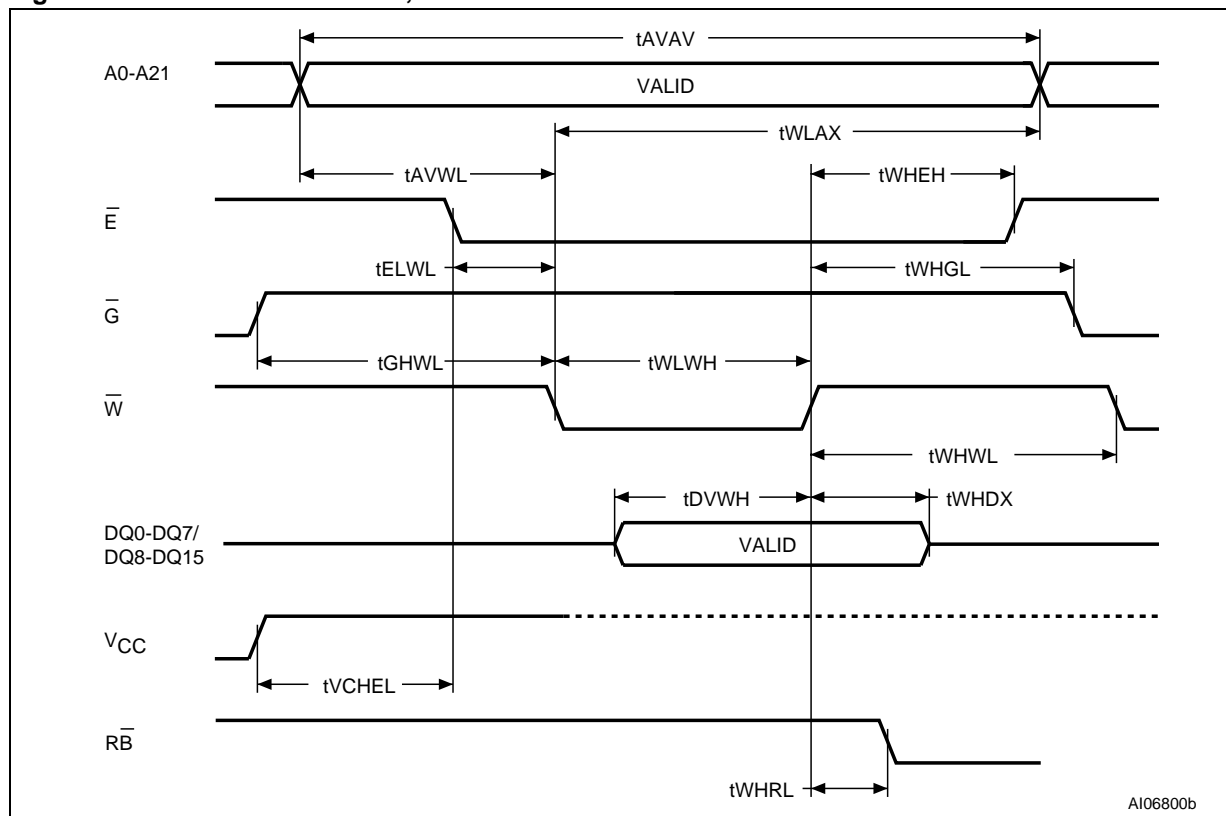 tAVAV
A0-A21
VALID
tWLAX
tAVWL
tWHEH
E
tELWL
tWHGL
G
tGHWL
tWLWH
W
tWHWL
tDVWH
tWHDX
DQ0-DQ7/
DQ8-DQ15
VALID
VCC
tVCHEL
RB
tWHRL
AI06800b